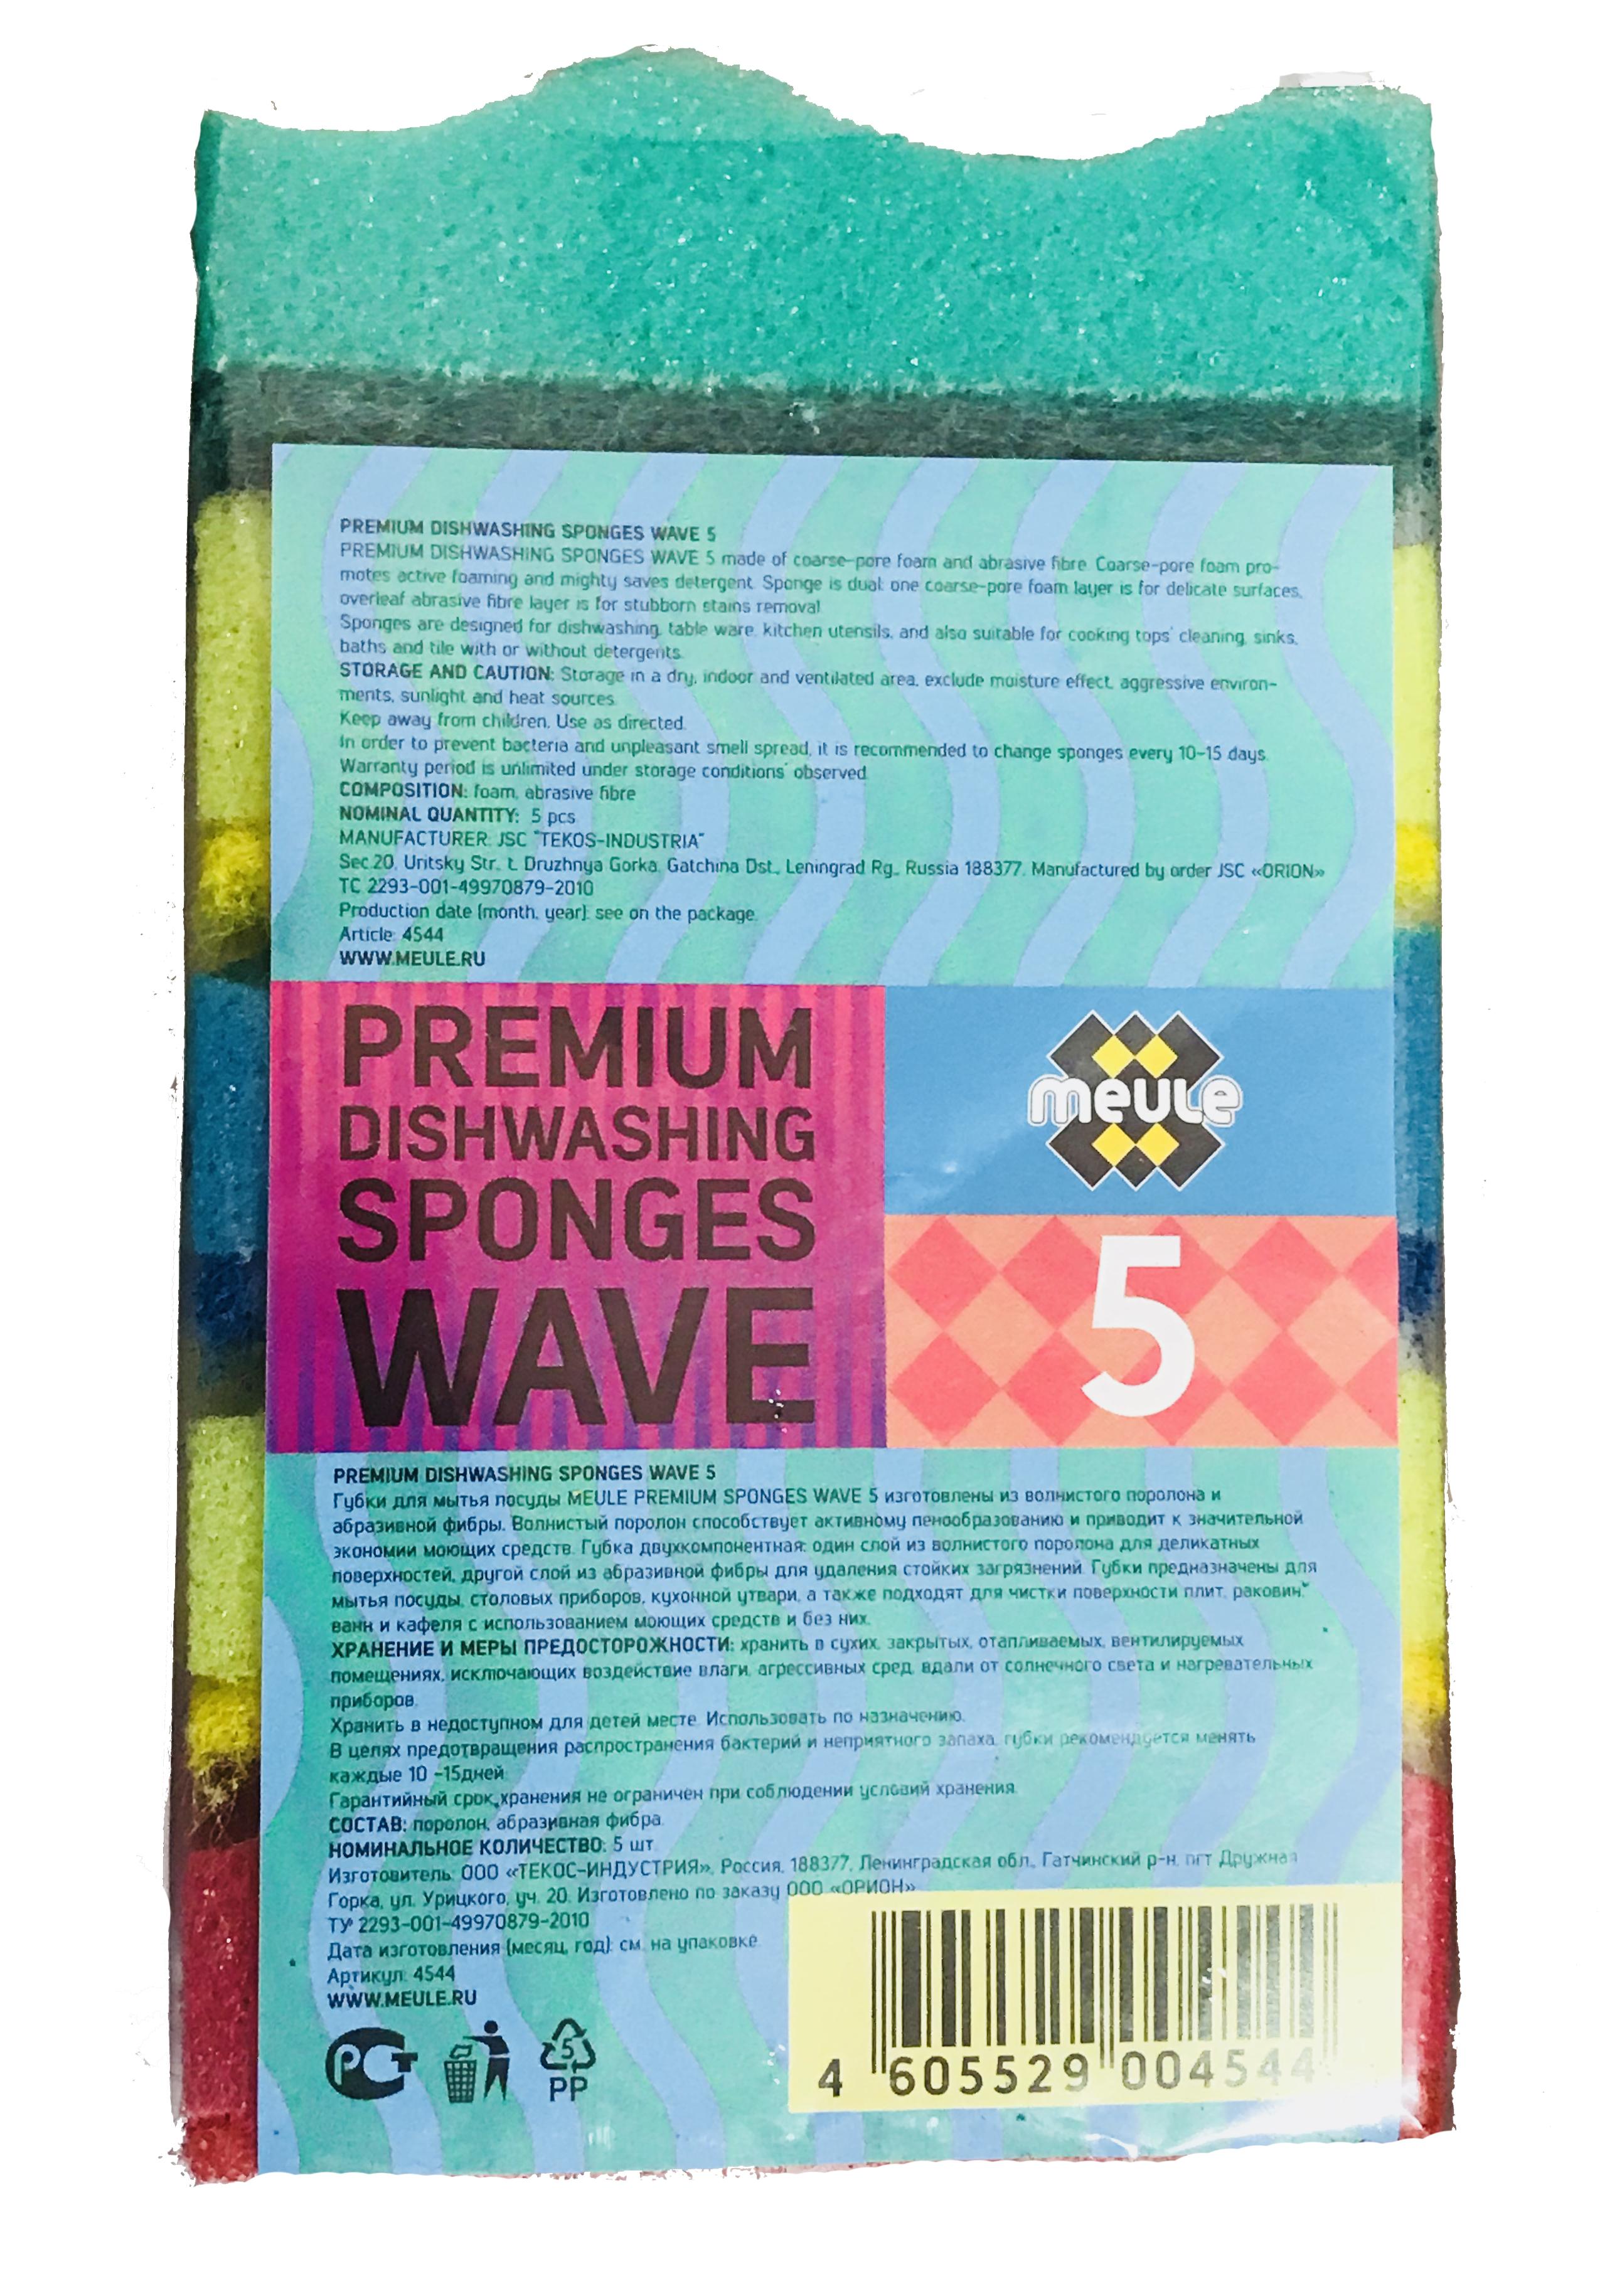 PREMIUM DISHWASHING SPONGES WAVE 5
PREMIUM DISHWASHING SPONGES WAVE 5 made of coarse-pore foam and abrasive fibre. Coarse-pore foam pro-
motes active foaming and mighty saves detergent. Sponge is dual: one coarse-pore foam layer is for delicate surfaces,
overleaf abrasive fibre layer is for stubborn stains removal.
Sponges are designed for dishwashing, table ware, kitchen utensils, and also suitable for cooking tops' cleaning, sinks,
baths and tile with or without detergents.
STORAGE AND CAUTION: Storage in a dry, indoor and ventilated area, exclude moisture effect, aggressive environ-
ments, sunlight and heat sources.
Keep away from children. Use as directed.
In order to prevent bacteria and unpleasant smell spread, it is recommended to change sponges every 10-15 days.
Warranty period is unlimited under storage conditions' observed.
COMPOSITION: foam, abrasive fibre
NOMINAL QUANTITY: 5 pcs
MANUFACTURER: JSC "TEKOS-INDUSTRIA"
Sec.20, Uritsky Str., t. Druzhnya Gorka, Gatchina Dst., Leningrad Rg., Russia 188377. Manufactured by order JSC «ORION»
TC 2293-001-49970879-2010
Production date (month, year): see on the package.
Article: 4544
WWW.MEULE.RU
PREMIUM
DISHWASHING
SPONGES
WAVE
meule
5
PREMIUM DISHWASHING SPONGES WAVE 5
Губки для мытья посуды MEULE PREMIUM SPONGES WAVE 5 изготовлены из волнистого поролона и
абразивной фибры. Волнистый поролон способствует активному пенообразованию и приводит к значительной
экономии моющих средств. Губка двухкомпонентная: один слой из волнистого поролона для деликатных
поверхностей, другой слой из абразивной фибры для удаления стойких загрязнений. Губки предназначены для
мытья посуды, столовых приборов, кухонной утвари, а также подходят для чистки поверхности плит, раковин,
ванн и кафеля с использованием моющих средств и без них.
ХРАНЕНИЕ И МЕРЫ ПРЕДОСТОРОЖНОСТИ: хранить в сухих, закрытых, отапливаемых, вентилируемых
помещениях, исключающих воздействие влаги, агрессивных сред, вдали от солнечного света и нагревательных
приборов.
Хранить в недоступном для детей месте. Использовать по назначению.
В целях предотвращения распространения бактерий и неприятного запаха, губки рекомендуется менять
каждые 10 -15дней.
Гарантийный срок хранения не ограничен при соблюдении условий хранения.
СОСТАВ: поролон, абразивная фибра.
НОМИНАЛЬНОЕ КОЛИЧЕСТВО: 5 шт.
Изготовитель: ООО «ТЕКОС-ИНДУСТРИЯ», Россия, 188377, Ленинградская обл., Гатчинский р-н, пгт Дружная
Горка, ул. Урицкого, уч. 20. Изготовлено по заказу ООО «ОРИОН»
ТУ 2293-001-49970879-2010
Дата изготовления (месяц, год): см. на упаковке.
Артикул: 4544
WWW.MEULE.RU
РСТ
5
PP
4 605529 004544